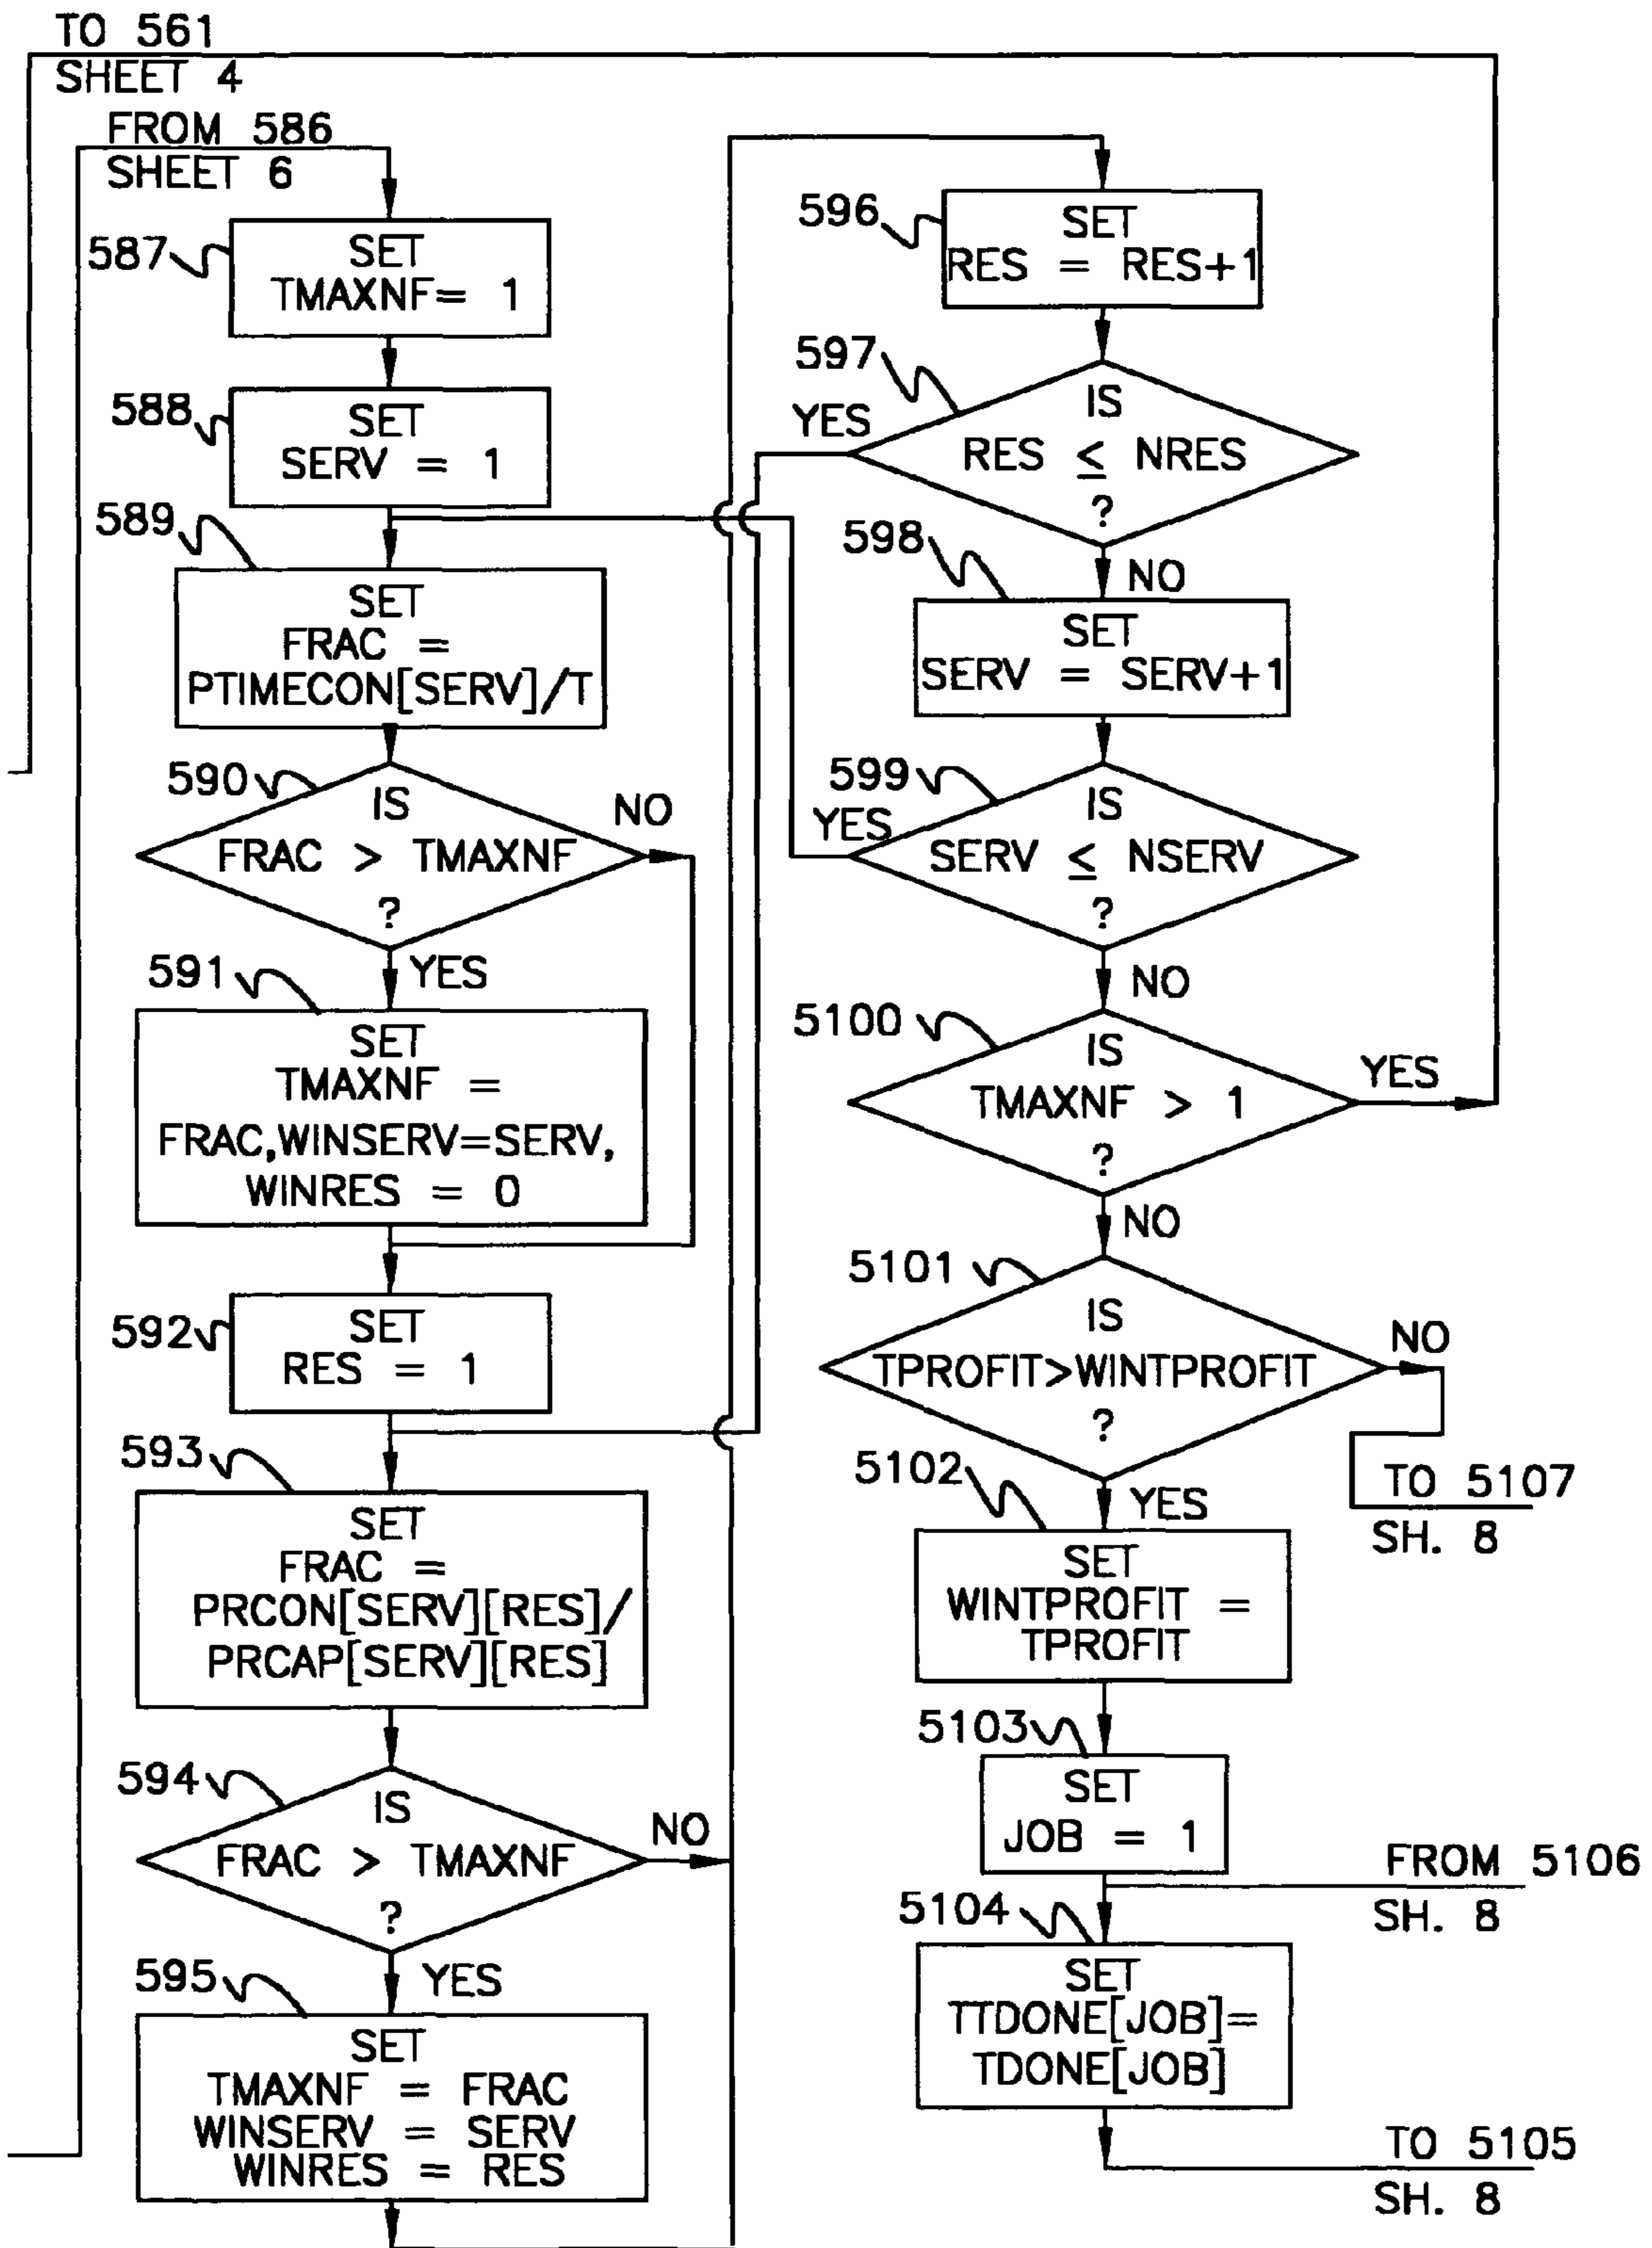 TO 561
SHEET 4
FROM 586
SHEET 6
587
SET
TMAXNF= 1
588
SET
SERV = 1
589
SET
FRAC =
PTIMECON[SERV]/T
590
IS
FRAC > TMAXNF
?
NO
YES
591
SET
TMAXNF =
FRAC,WINSERV=SERV,
WINRES = 0
592
SET
RES = 1
593
SET
FRAC =
PRCON[SERV][RES]/
PRCAP[SERV][RES]
594
IS
FRAC > TMAXNF
?
NO
YES
595
SET
TMAXNF = FRAC
WINSERV = SERV
WINRES = RES
596
SET
RES = RES+1
597
YES
IS
RES ≤ NRES
?
NO
598
SET
SERV = SERV+1
599
YES
IS
SERV ≤ NSERV
?
NO
5100
IS
TMAXNF > 1
?
YES
NO
5101
IS
TPROFIT>WINTPROFIT
?
NO
TO 5107
SH. 8
YES
5102
SET
WINTPROFIT =
TPROFIT
5103
SET
JOB = 1
FROM 5106
SH. 8
5104
SET
TTDONE[JOB]=
TDONE[JOB]
TO 5105
SH. 8